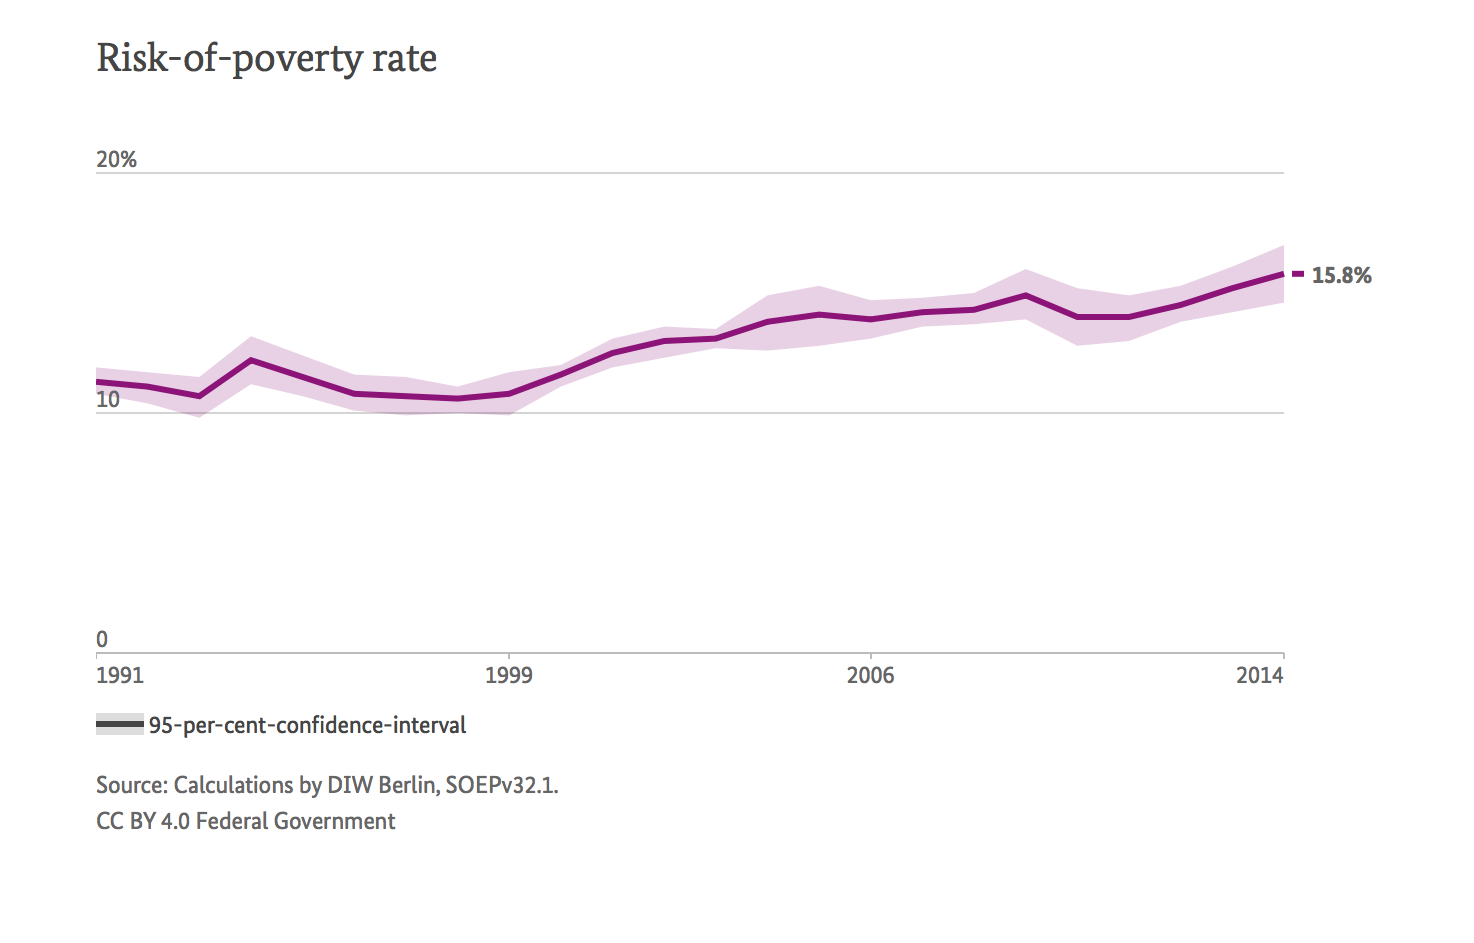 Risk-of-poverty rate
20%
15.8%
10
0
1991 1999 2006 2014
95-per-cent-confidence-interval
Source: Calculations by DIW Berlin, SOEPv32.1.
CC BY 4.0 Federal Government